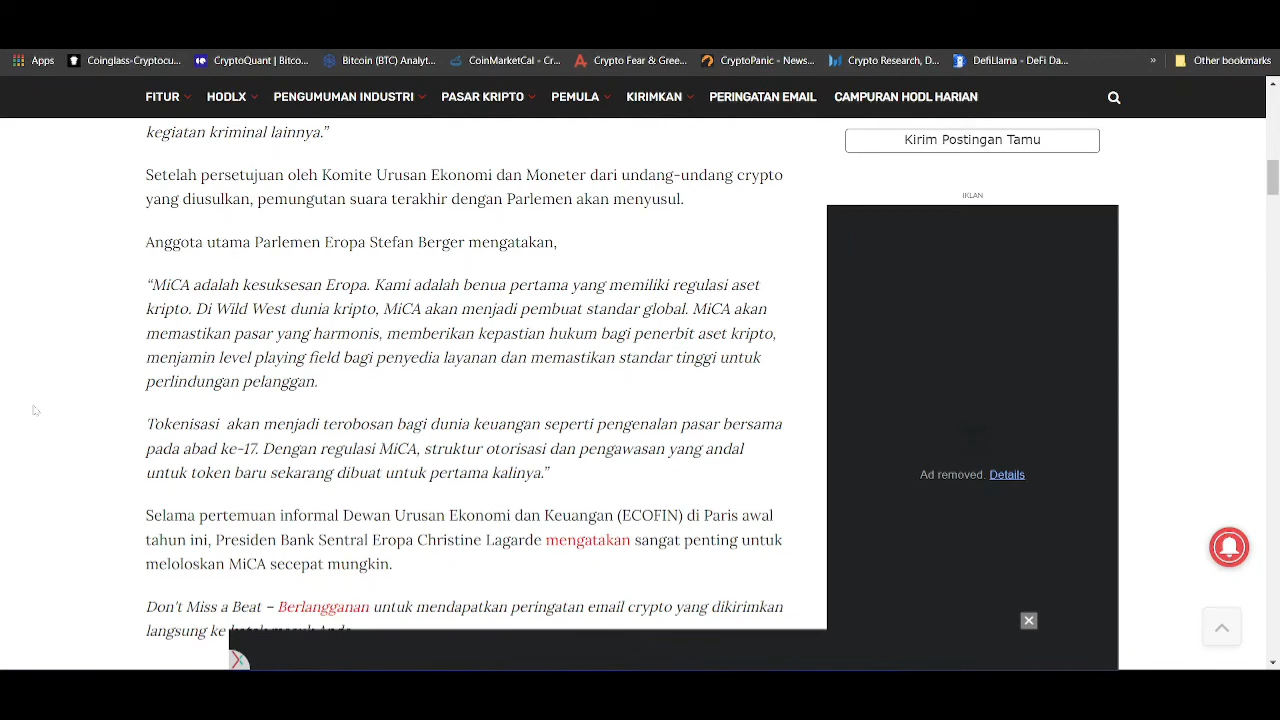 Apps
Coinglass-Cryptocu...
CryptoQuant | Bitco...
Bitcoin (BTC) Analyt...
CoinMarketCal - Cr...
Crypto Fear & Gree...
CryptoPanic - News...
Crypto Research, D...
DefiLlama - DeFi Da...
»
Other bookmarks
FITUR
HODLX
PENGUMUMAN INDUSTRI
PASAR KRIPTO
PEMULA
KIRIMKAN
PERINGATAN EMAIL
CAMPURAN HODL HARIAN
kegiatan kriminal lainnya.”
Setelah persetujuan oleh Komite Urusan Ekonomi dan Moneter dari undang-undang crypto
yang diusulkan, pemungutan suara terakhir dengan Parlemen akan menyusul.
Anggota utama Parlemen Eropa Stefan Berger mengatakan,
“MiCA adalah kesuksesan Eropa. Kami adalah benua pertama yang memiliki regulasi aset
kripto. Di Wild West dunia kripto, MiCA akan menjadi pembuat standar global. MiCA akan
memastikan pasar yang harmonis, memberikan kepastian hukum bagi penerbit aset kripto,
menjamin level playing field bagi penyedia layanan dan memastikan standar tinggi untuk
perlindungan pelanggan.
Tokenisasi akan menjadi terobosan bagi dunia keuangan seperti pengenalan pasar bersama
pada abad ke-17. Dengan regulasi MiCA, struktur otorisasi dan pengawasan yang andal
untuk token baru sekarang dibuat untuk pertama kalinya.”
Selama pertemuan informal Dewan Urusan Ekonomi dan Keuangan (ECOFIN) di Paris awal
tahun ini, Presiden Bank Sentral Eropa Christine Lagarde mengatakan sangat penting untuk
meloloskan MiCA secepat mungkin.
Don't Miss a Beat – Berlangganan untuk mendapatkan peringatan email crypto yang dikirimkan
langsung ke kotak masuk Anda
Kirim Postingan Tamu
IKLAN
Ad removed. Details